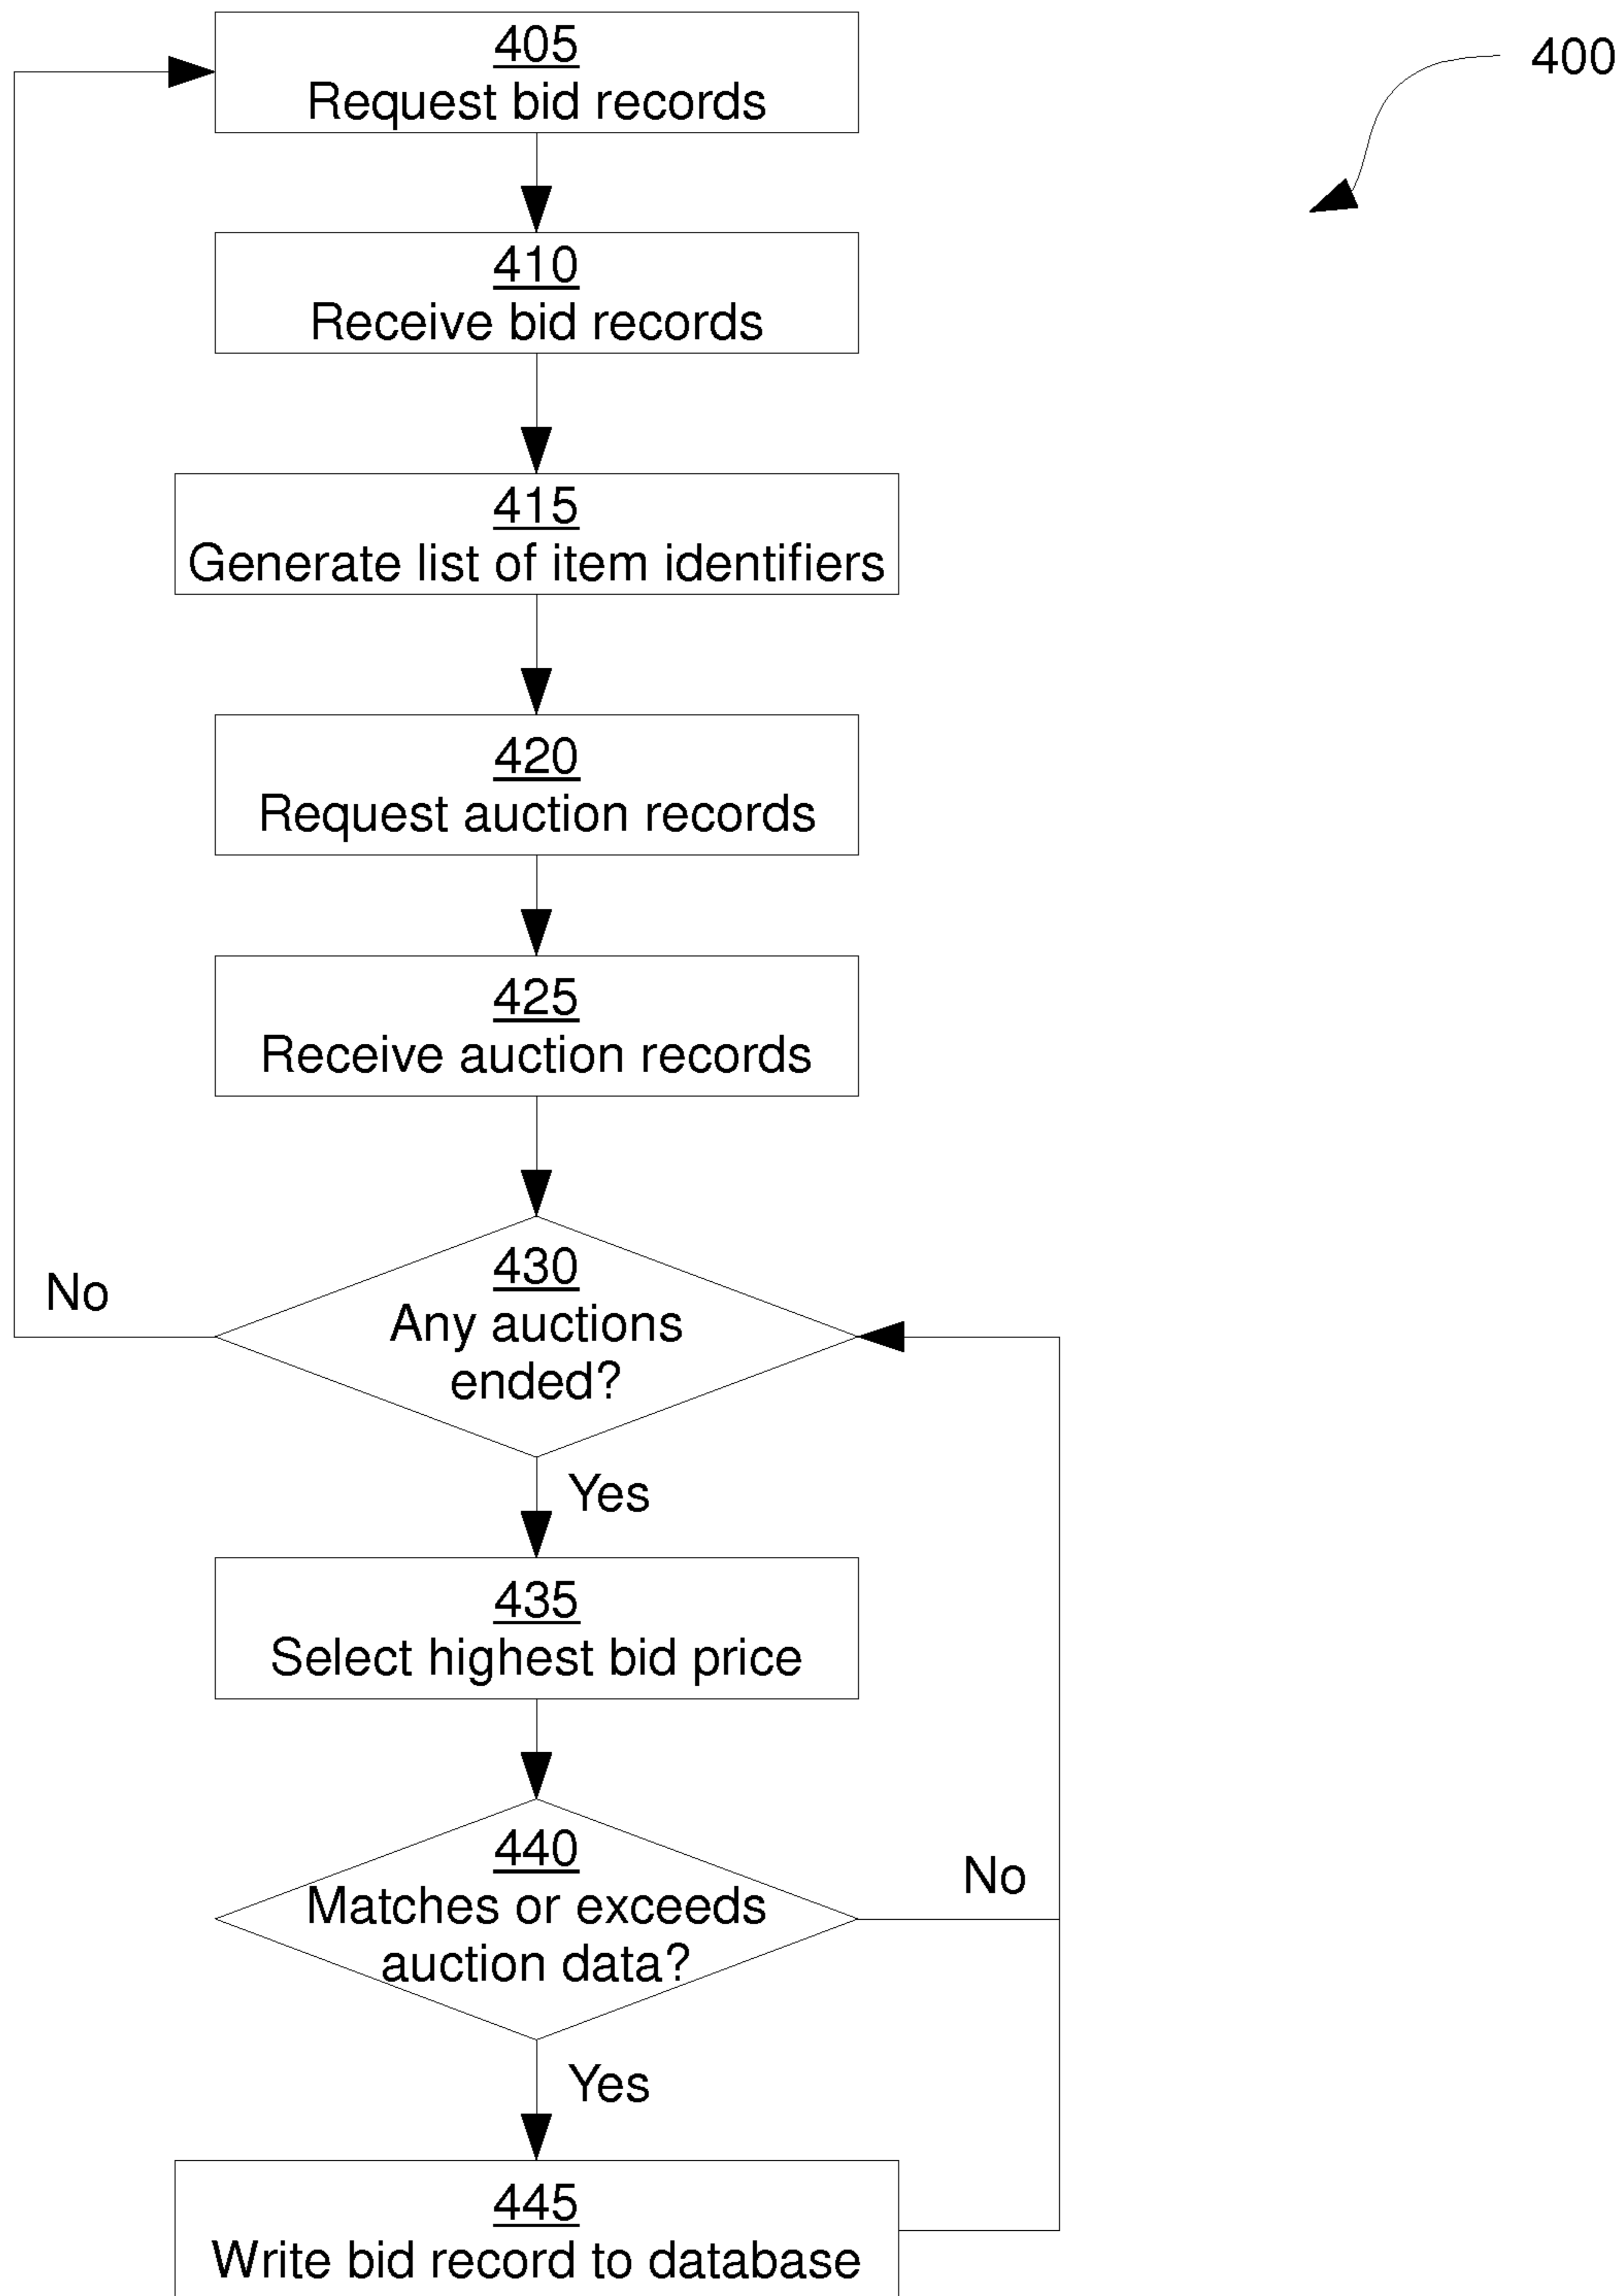 405
Request bid records
400
410
Receive bid records
415
Generate list of item identifiers
420
Request auction records
425
Receive auction records
430
Any auctions
ended?
No
Yes
435
Select highest bid price
440
Matches or exceeds
auction data?
No
Yes
445
Write bid record to database